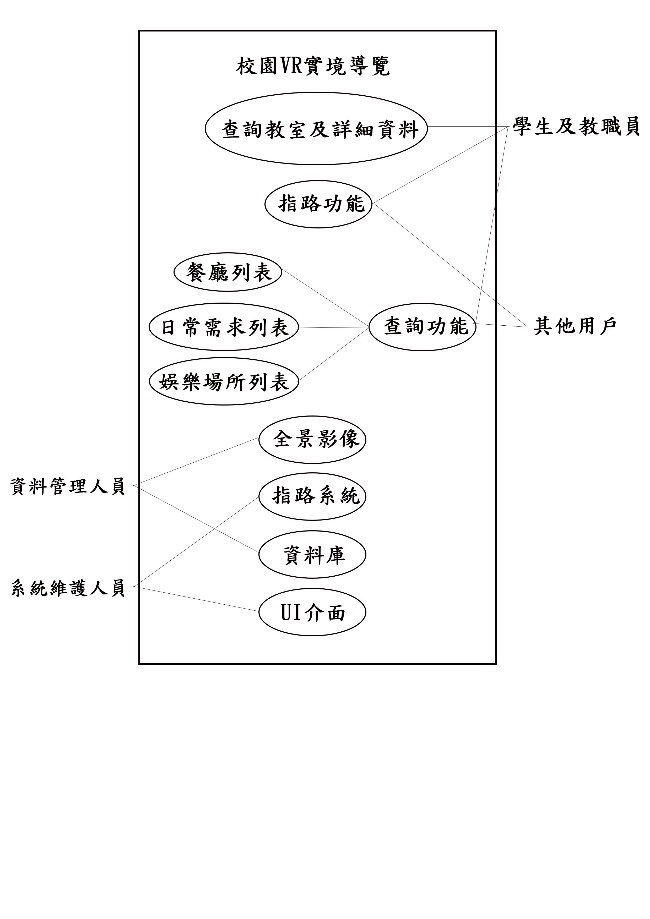 校園VR實境導覽
查詢教室及詳細資料
學生及教職員
指路功能
餐廳列表
日常需求列表
查詢功能
其他用戶
娛樂場所列表
全景影像
資料管理人員
指路系統
資料庫
系統維護人員
UI介面